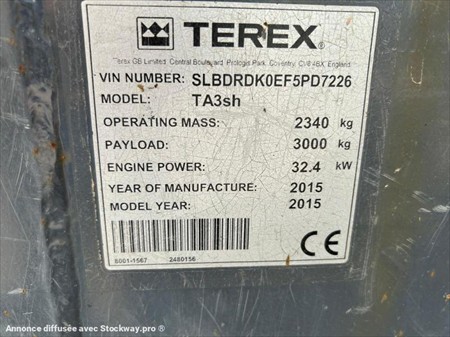 TEREX®
Terex GB Limited, Central Boulevard, Prologis Park, Coventry, CV6 4BX, England
VIN NUMBER: SLBDRDK0EF5PD7226
MODEL: TA3sh
OPERATING MASS: 2340 kg
PAYLOAD: 3000 kg
ENGINE POWER: 32.4 kW
YEAR OF MANUFACTURE: 2015
MODEL YEAR: 2015
8001-1567 2480156
CE
Annonce diffusée avec Stockway.pro ®